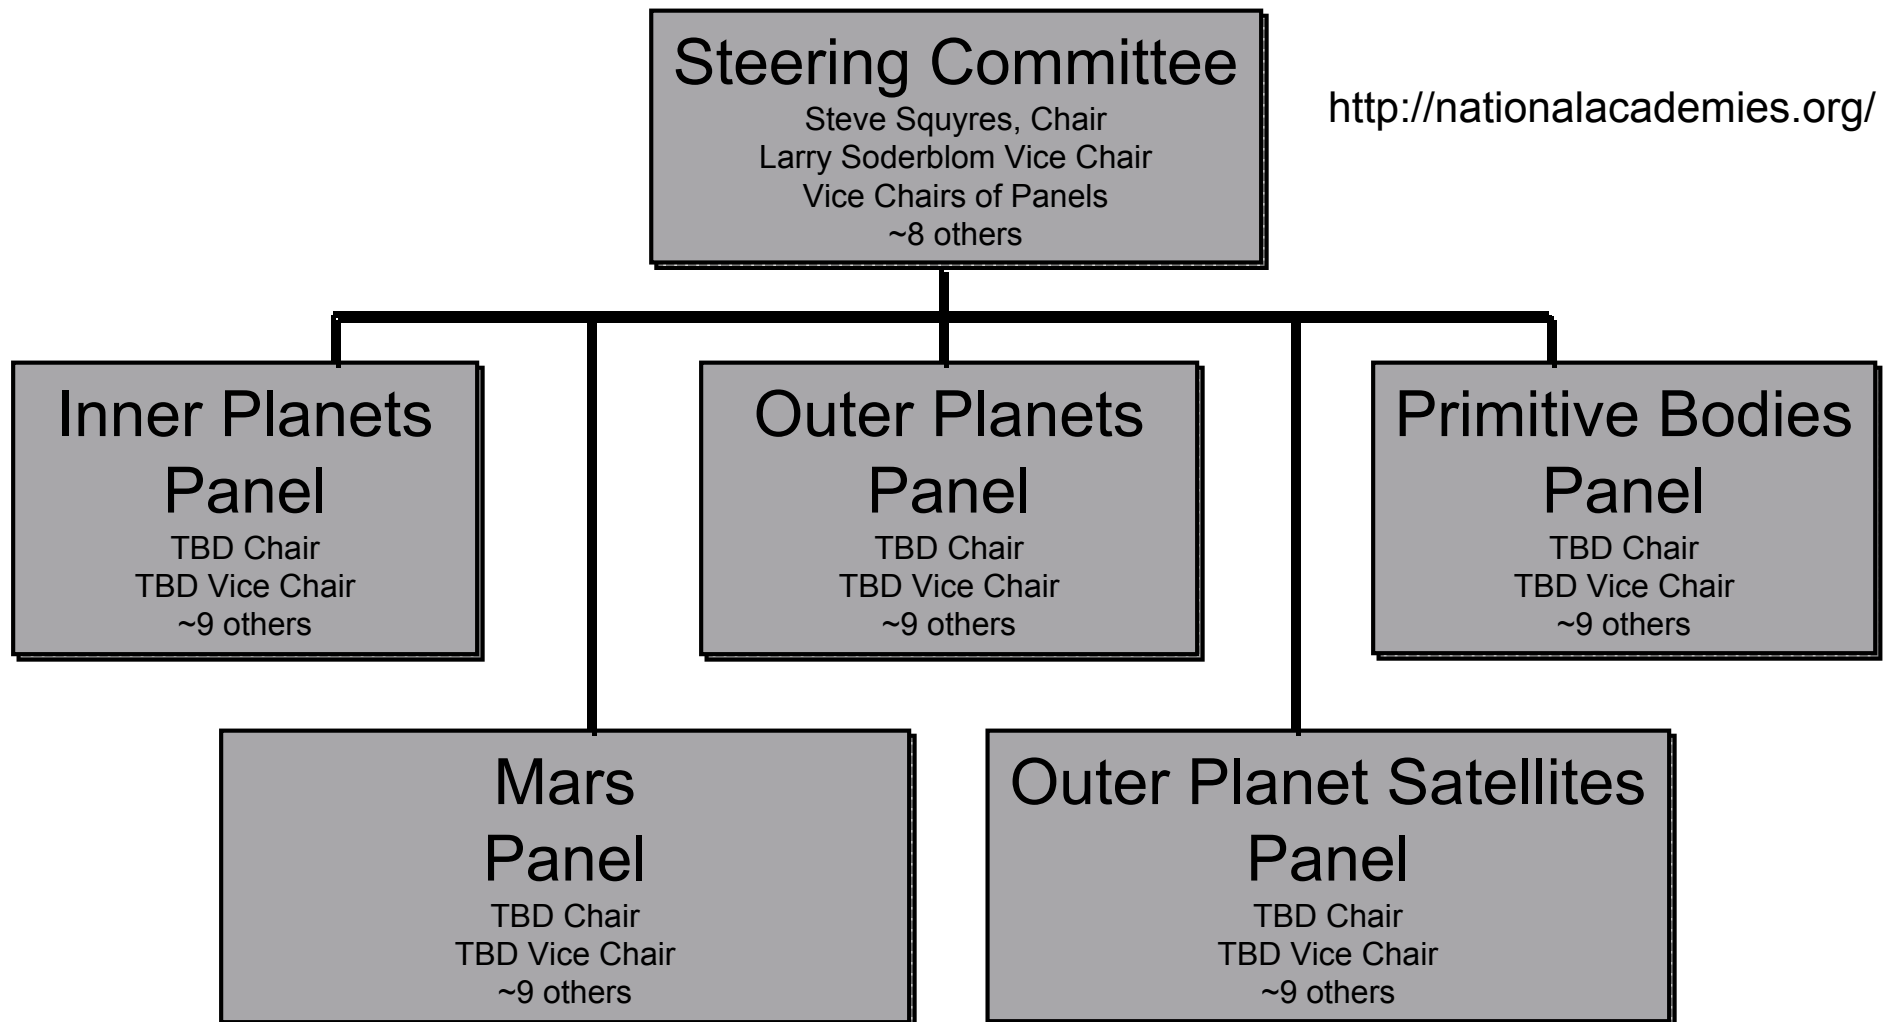 Steering Committee
Steve Squyres, Chair
Larry Soderblom Vice Chair
Vice Chairs of Panels
~8 others
http://nationalacademies.org/
Inner Planets
Panel
TBD Chair
TBD Vice Chair
~9 others
Outer Planets
Panel
TBD Chair
TBD Vice Chair
~9 others
Primitive Bodies
Panel
TBD Chair
TBD Vice Chair
~9 others
Mars
Panel
TBD Chair
TBD Vice Chair
~9 others
Outer Planet Satellites
Panel
TBD Chair
TBD Vice Chair
~9 others